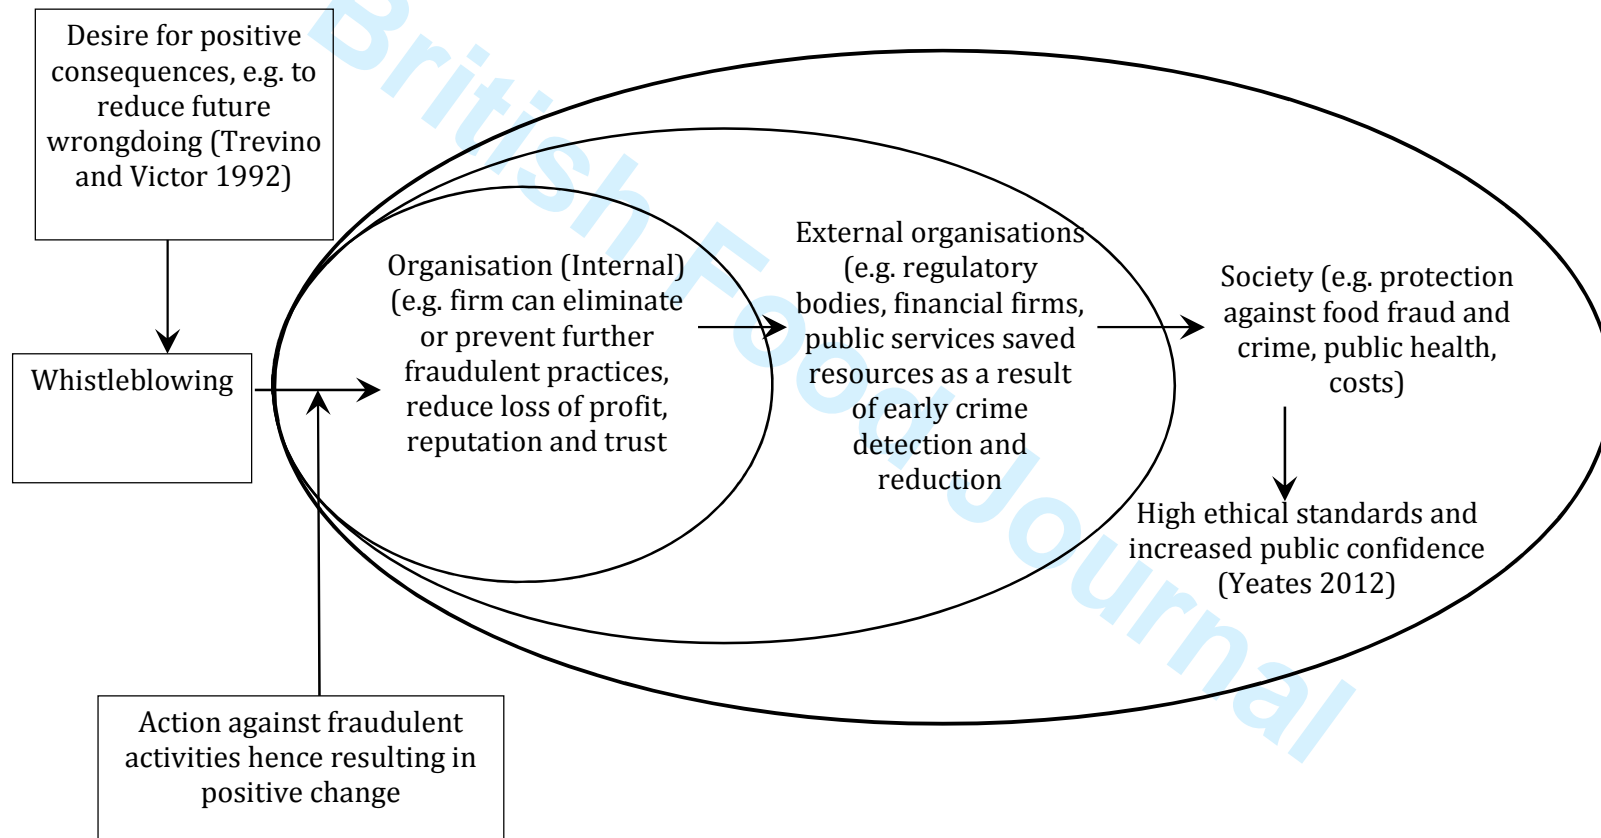 Desire for positive
consequences, e.g. to
reduce future
wrongdoing (Trevino
and Victor 1992)
Whistleblowing
Organisation (Internal)
(e.g. firm can eliminate
or prevent further
fraudulent practices,
reduce loss of profit,
reputation and trust
External organisations
(e.g. regulatory
bodies, financial firms,
public services saved
resources as a result
of early crime
detection and
reduction
Society (e.g. protection
against food fraud and
crime, public health,
costs)
High ethical standards and
increased public confidence
(Yeates 2012)
Action against fraudulent
activities hence resulting in
positive change
British Food Journal